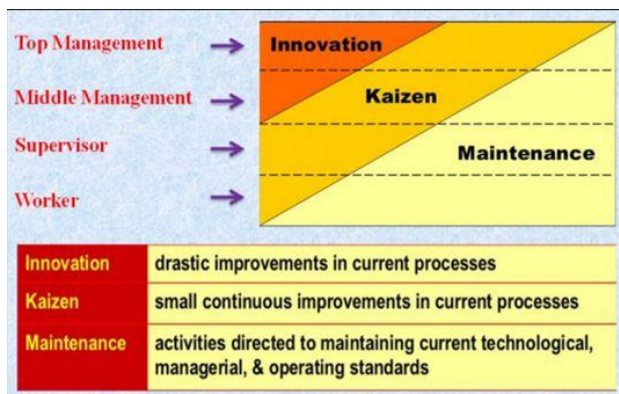 Top Management
Innovation
Middle Management
Kaizen
Supervisor
Maintenance
Worker
Innovation drastic improvements in current processes
Kaizen small continuous improvements in current processes
Maintenance activities directed to maintaining current technological,
managerial, & operating standards